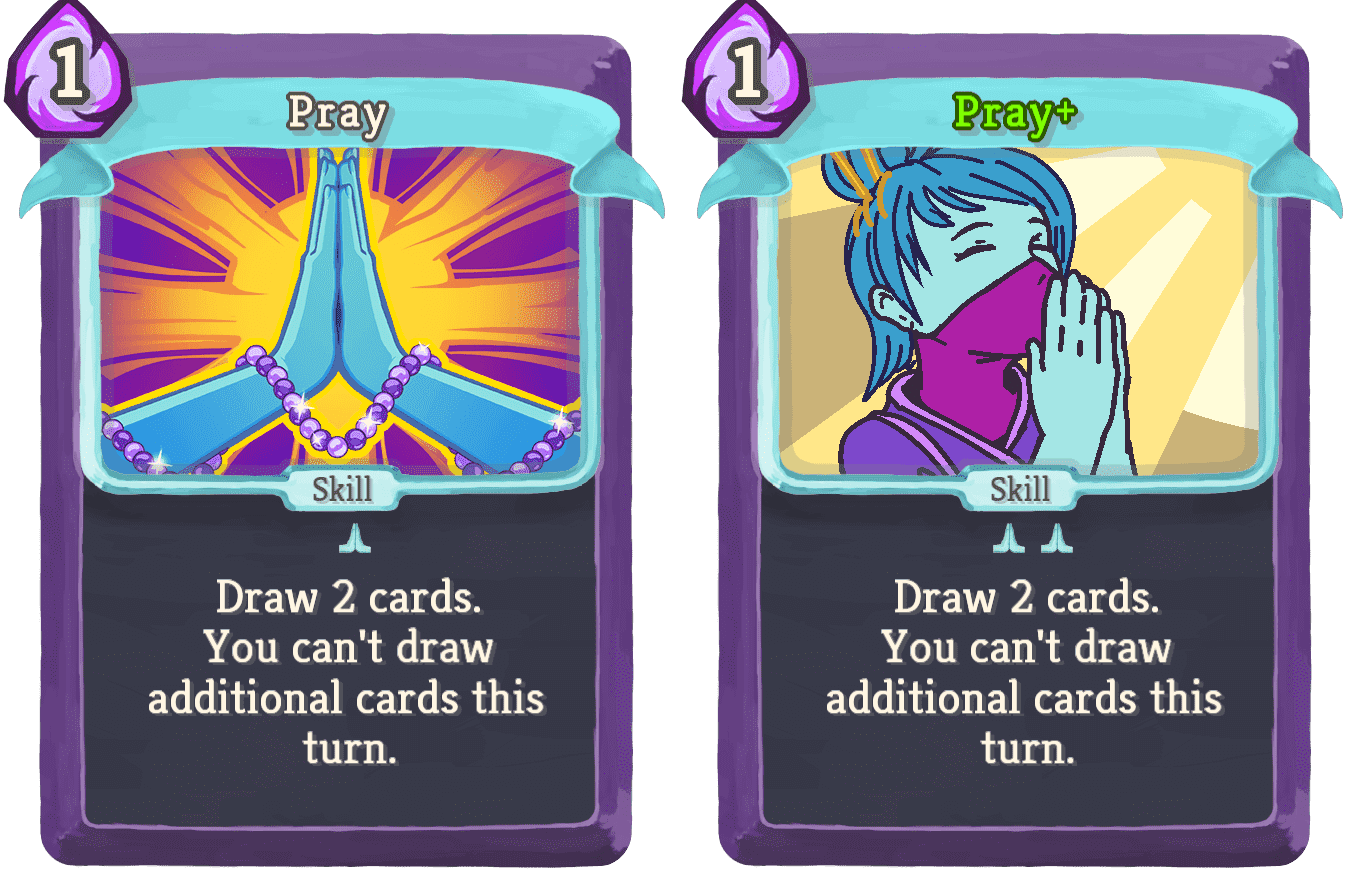 1
Pray
Skill
Draw 2 cards.
You can't draw
additional cards this
turn.
1
Pray+
Skill
Draw 2 cards.
You can't draw
additional cards this
turn.